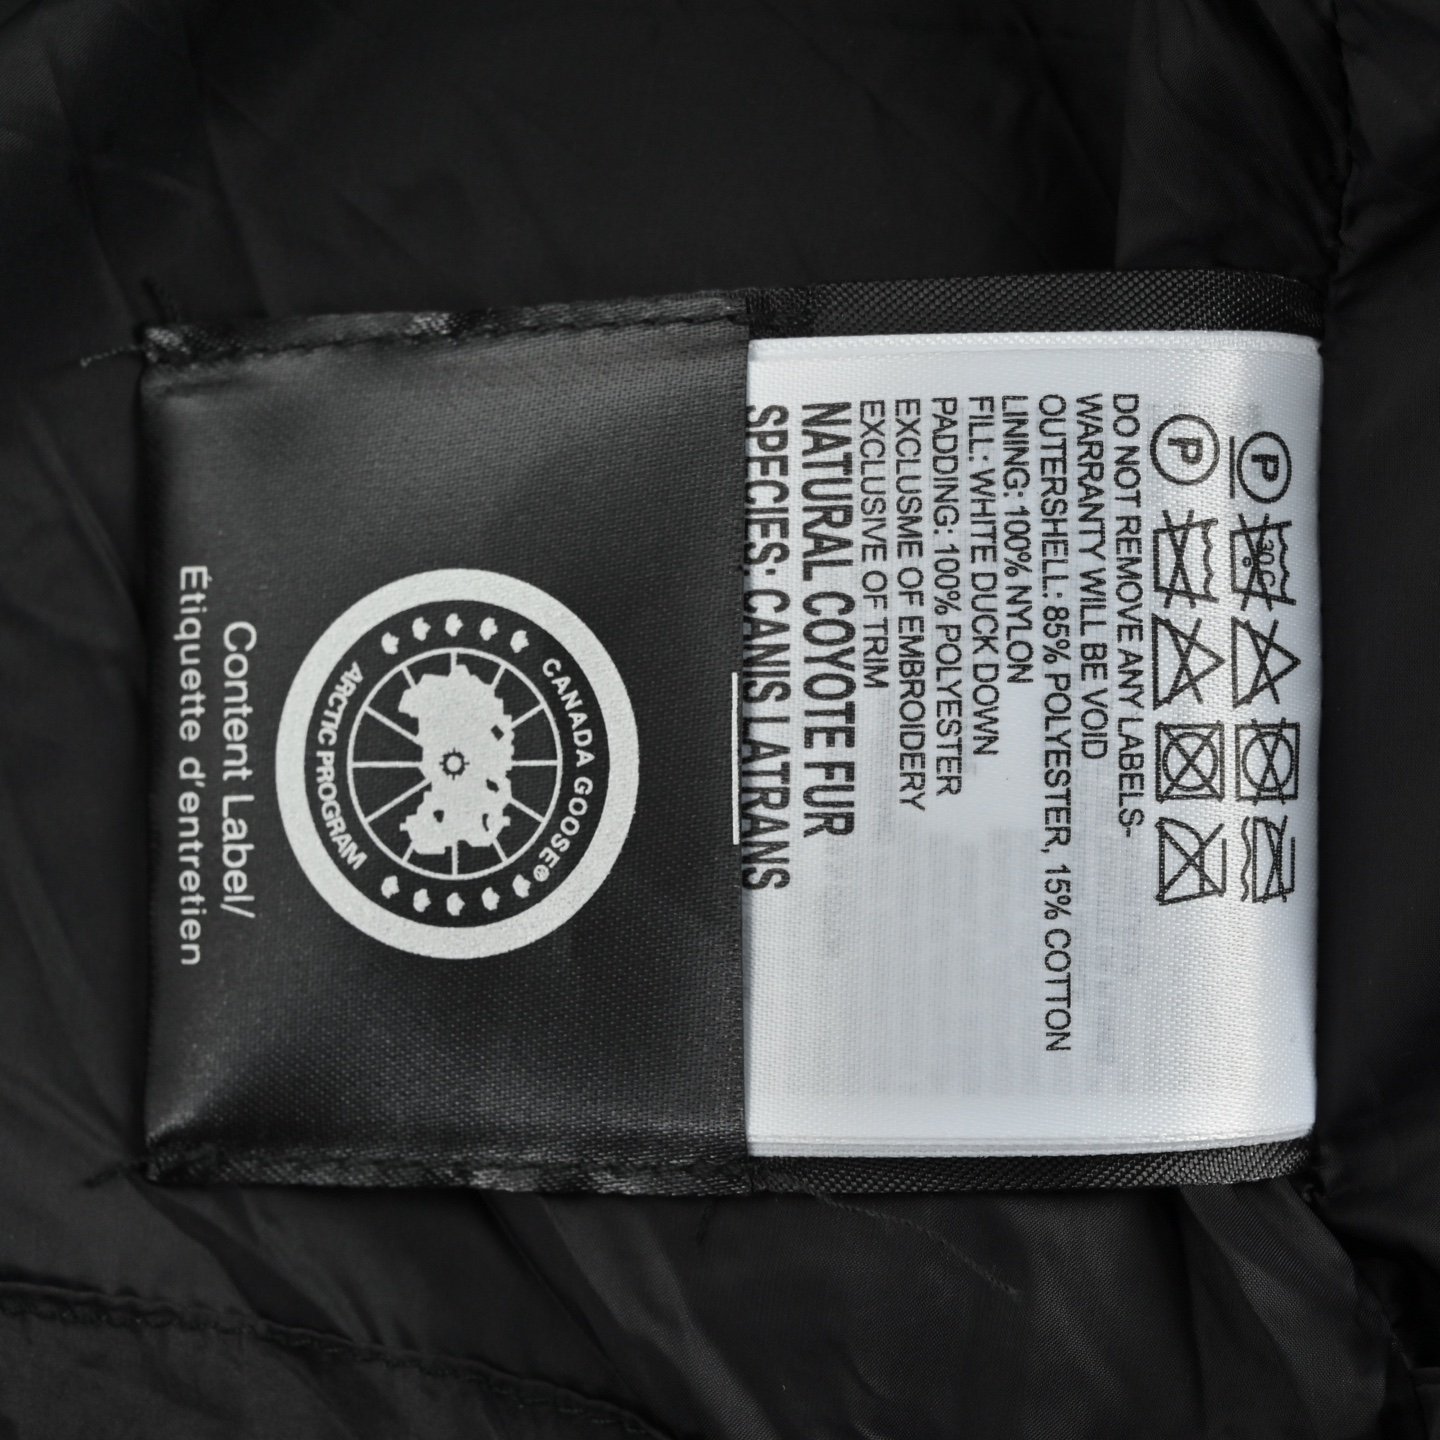 P
30C
P
DO NOT REMOVE ANY LABELS-
WARRANTY WILL BE VOID
OUTERSHELL: 85% POLYESTER, 15% COTTON
LINING: 100% NYLON
FILL: WHITE DUCK DOWN
PADDING: 100% POLYESTER
EXCLUSME OF EMBROIDERY
EXCLUSIVE OF TRIM
NATURAL COYOTE FUR
SPECIES: CANIS LATRANS
CANADA GOOSE®
ARCTIC PROGRAM
Content Label/
Étiquette d'entretien